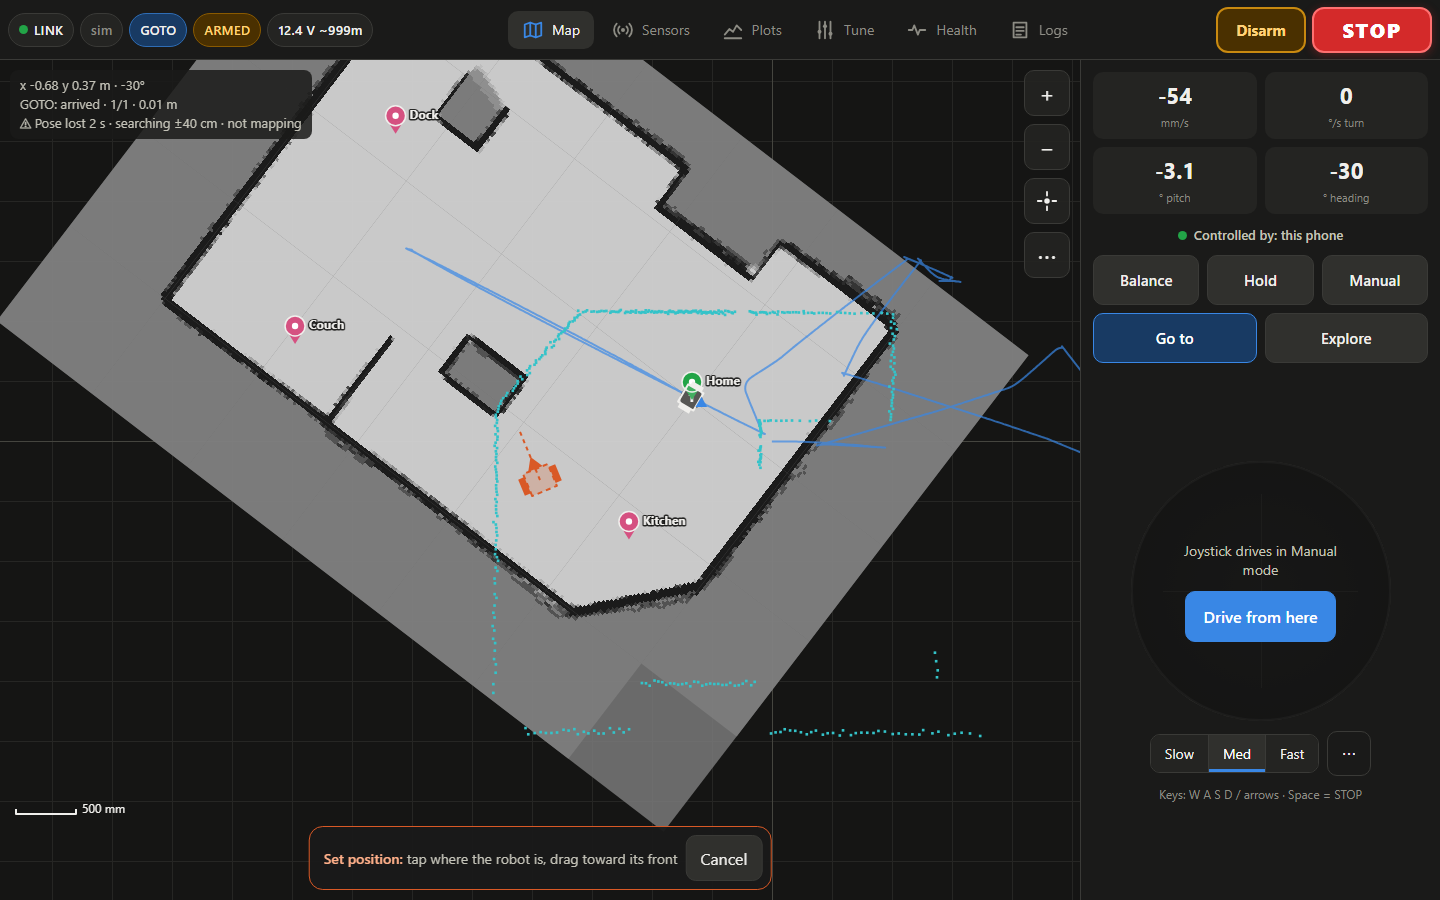 LINK
sim
GOTO
ARMED
12.4 V ~999m
Map
Sensors
Plots
Tune
Health
Logs
Disarm
STOP
x -0.68 y 0.37 m · -30°
GOTO: arrived · 1/1 · 0.01 m
⚠ Pose lost 2 s · searching ±40 cm · not mapping
Dock
Couch
Home
Kitchen
+
−
...
-54
mm/s
0
°/s turn
-3.1
° pitch
-30
° heading
Controlled by: this phone
Balance
Hold
Manual
Go to
Explore
Joystick drives in Manual
mode
Drive from here
Slow
Med
Fast
...
Keys: W A S D / arrows · Space = STOP
500 mm
Set position: tap where the robot is, drag toward its front
Cancel